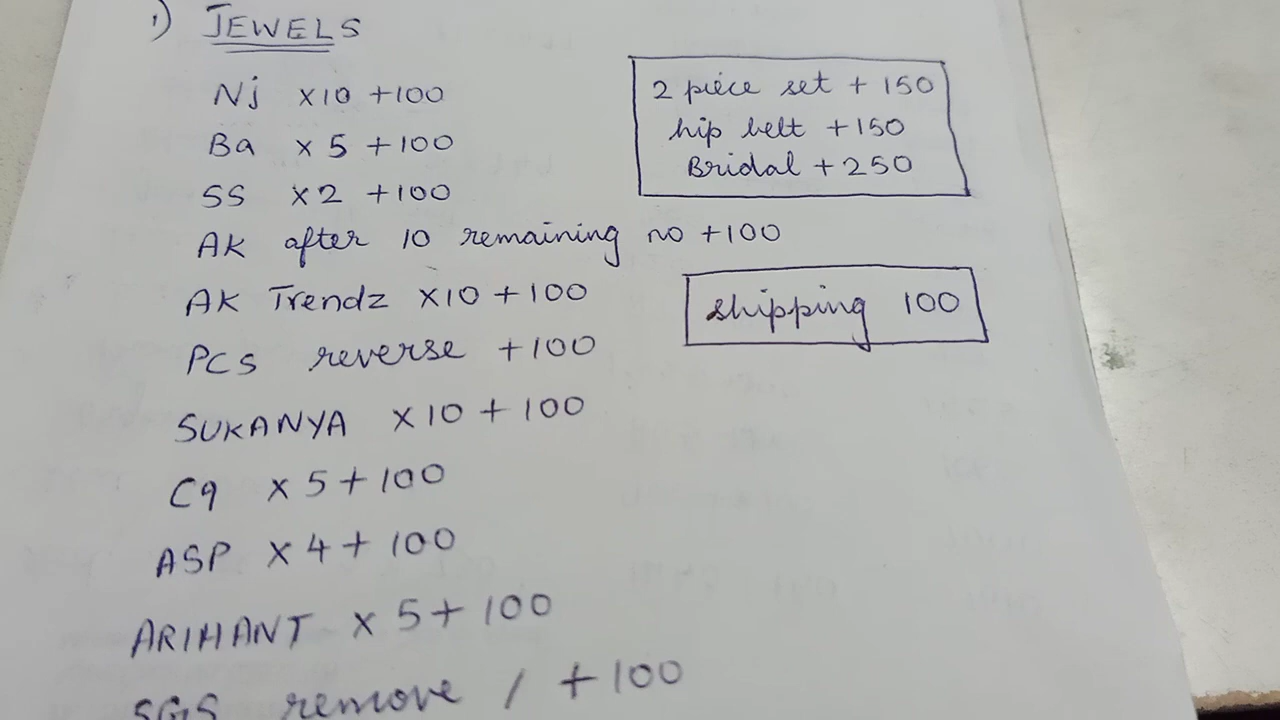 1) JEWELS
Nj x10 +100
Ba x 5 +100
SS x2 +100
AK after 10 remaining no +100
AK Trendz x10 + 100
PCS reverse +100
SUKANYA x10 + 100
C9 x 5 + 100
ASP x 4 + 100
ARIHANT x 5 + 100
SGS remove / + 100
2 piece set + 150
hip belt + 150
Bridal + 250
shipping 100